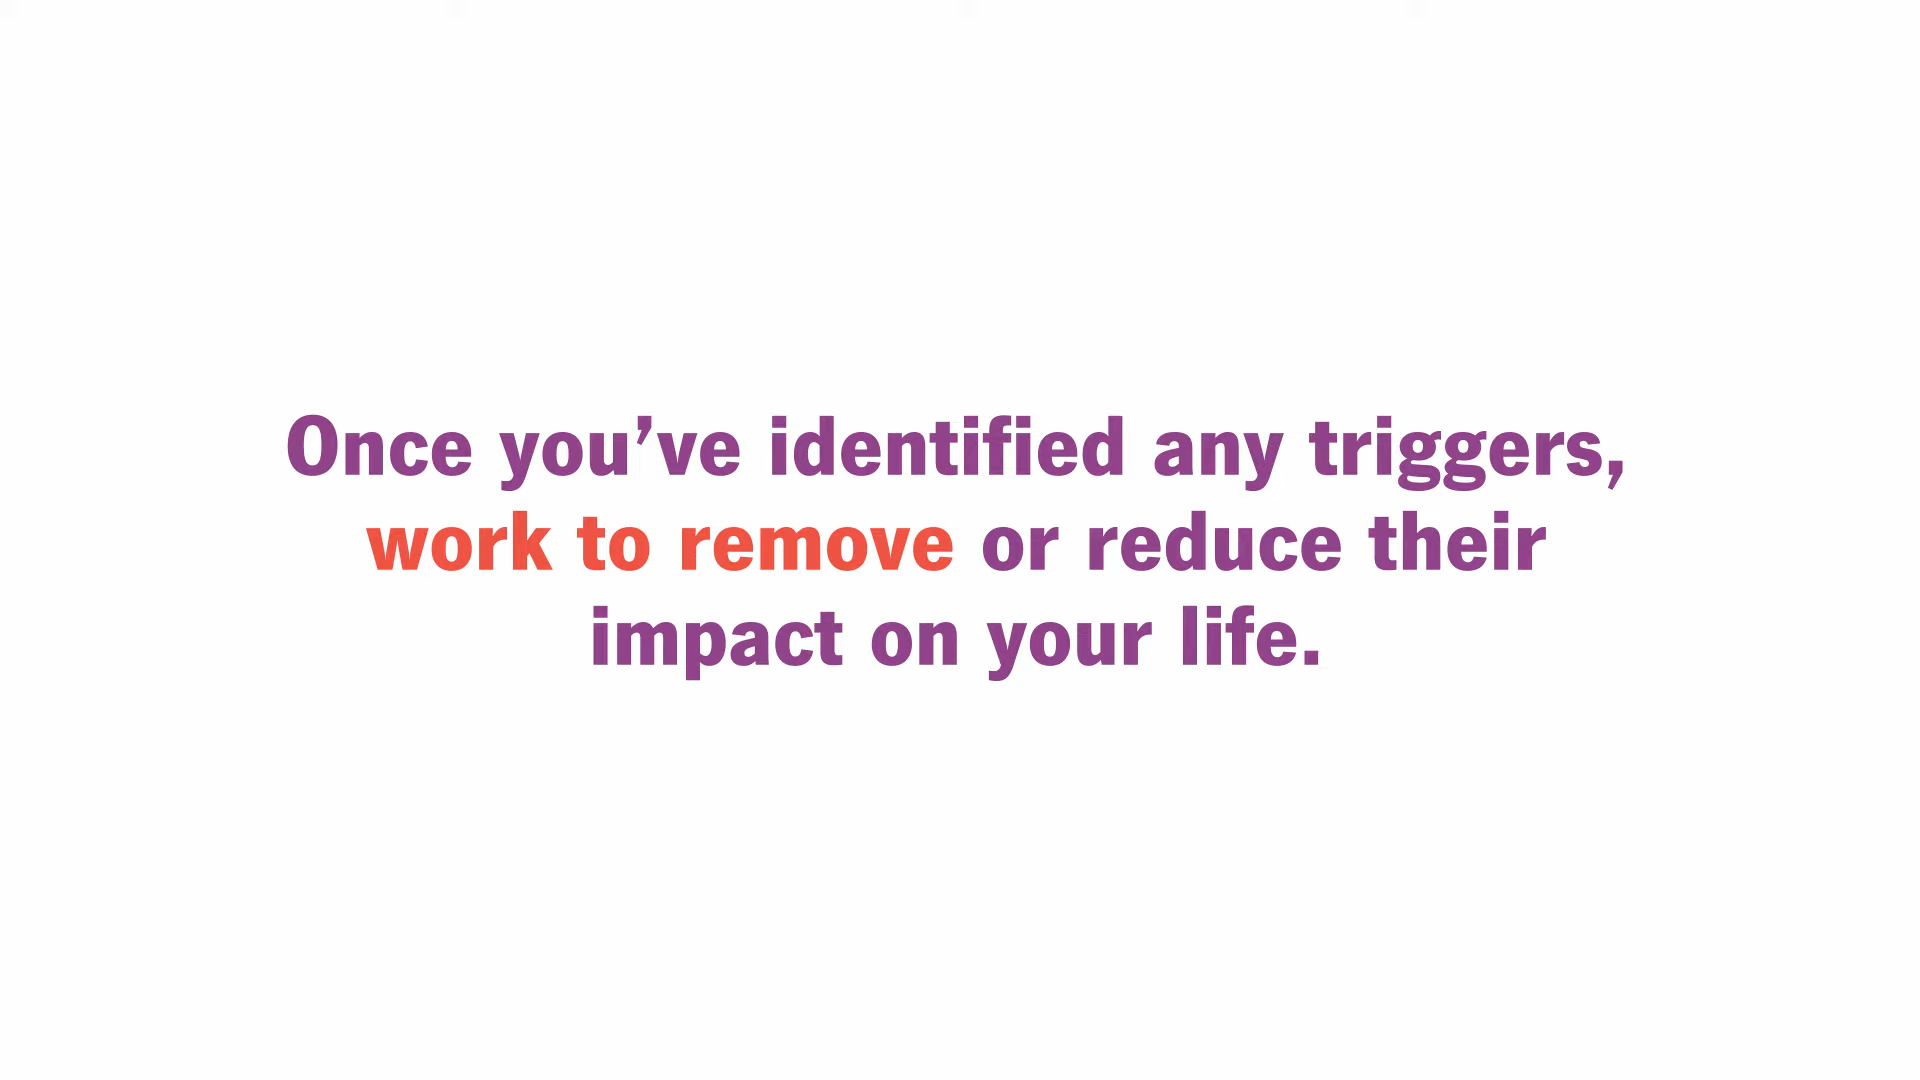 Once you’ve identified any triggers,
work to remove or reduce their
impact on your life.